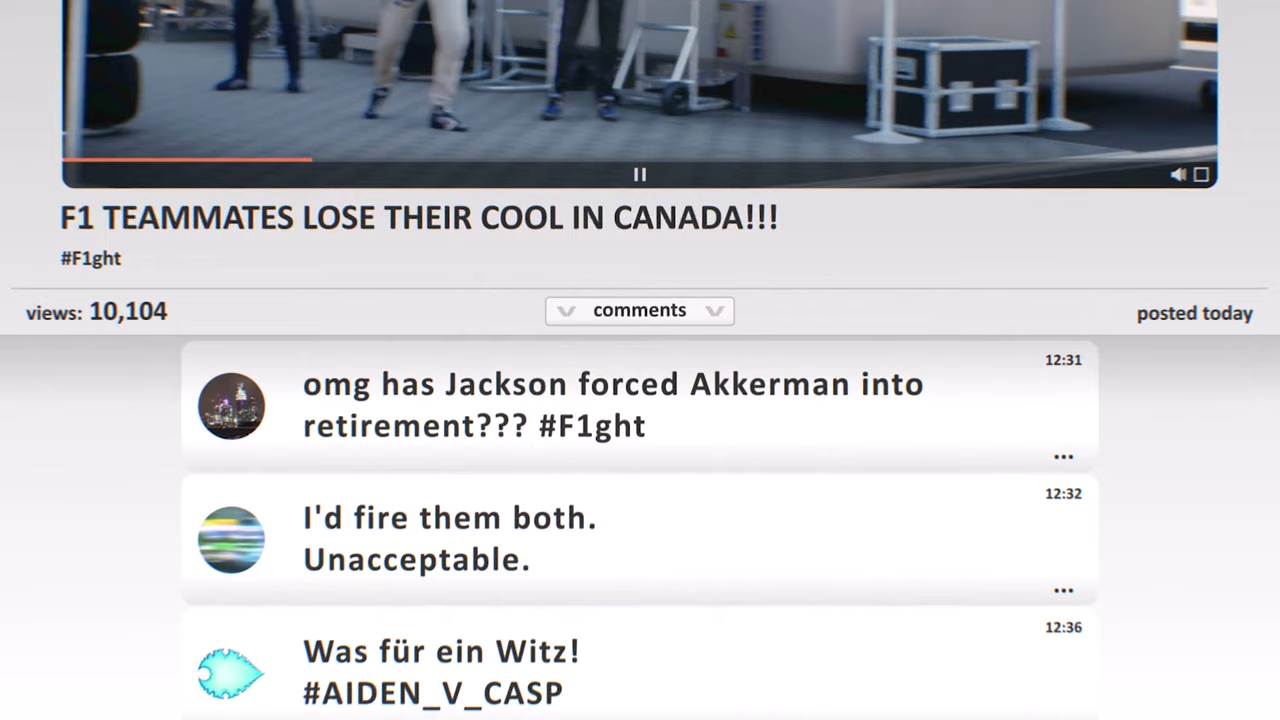 F1 TEAMMATES LOSE THEIR COOL IN CANADA!!!
#F1ght
views: 10,104
comments
posted today
12:31
omg has Jackson forced Akkerman into
retirement??? #F1ght
...
12:32
I'd fire them both.
Unacceptable.
...
12:36
Was für ein Witz!
#AIDEN_V_CASP